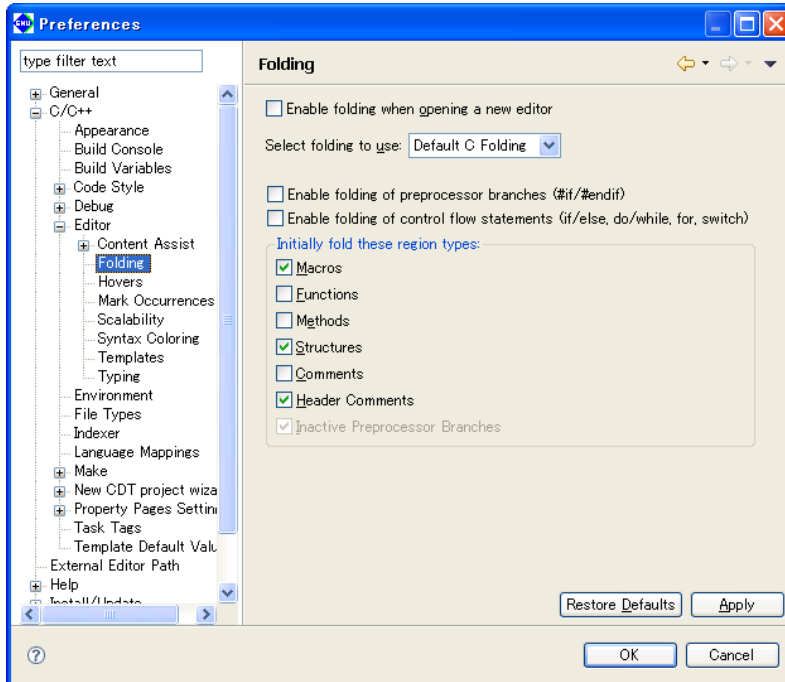 GNU Preferences
type filter text
Folding
General
C/C++
Appearance
Build Console
Build Variables
Code Style
Debug
Editor
Content Assist
Folding
Hovers
Mark Occurrences
Scalability
Syntax Coloring
Templates
Typing
Environment
File Types
Indexer
Language Mappings
Make
New CDT project wiza
Property Pages Settin
Task Tags
Template Default Valu
External Editor Path
Help
Install/Update
Enable folding when opening a new editor
Select folding to use: Default C Folding
Enable folding of preprocessor branches (#if/#endif)
Enable folding of control flow statements (if/else, do/while, for, switch)
Initially fold these region types:
Macros
Functions
Methods
Structures
Comments
Header Comments
Inactive Preprocessor Branches
Restore Defaults Apply
? OK Cancel